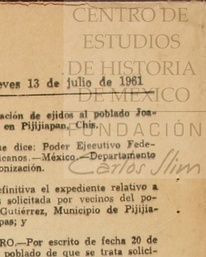 CENTRO DE
ESTUDIOS
DE HISTORIA
DE MÉXICO
FUNDACIÓN
Carlos Slim
eves 13 de julio de 1961
ación de ejidos al poblado Joa-
en Pijijiapan, Chis.
ue dice: Poder Ejecutivo Fede-
icanos.—México.—Departamento
onización.
efinitiva el expediente relativo a
s solicitada por vecinos del po-
Gutiérrez, Municipio de Pijijia-
pas; y
RO.—Por escrito de fecha 20 de
poblado de que se trata solici-